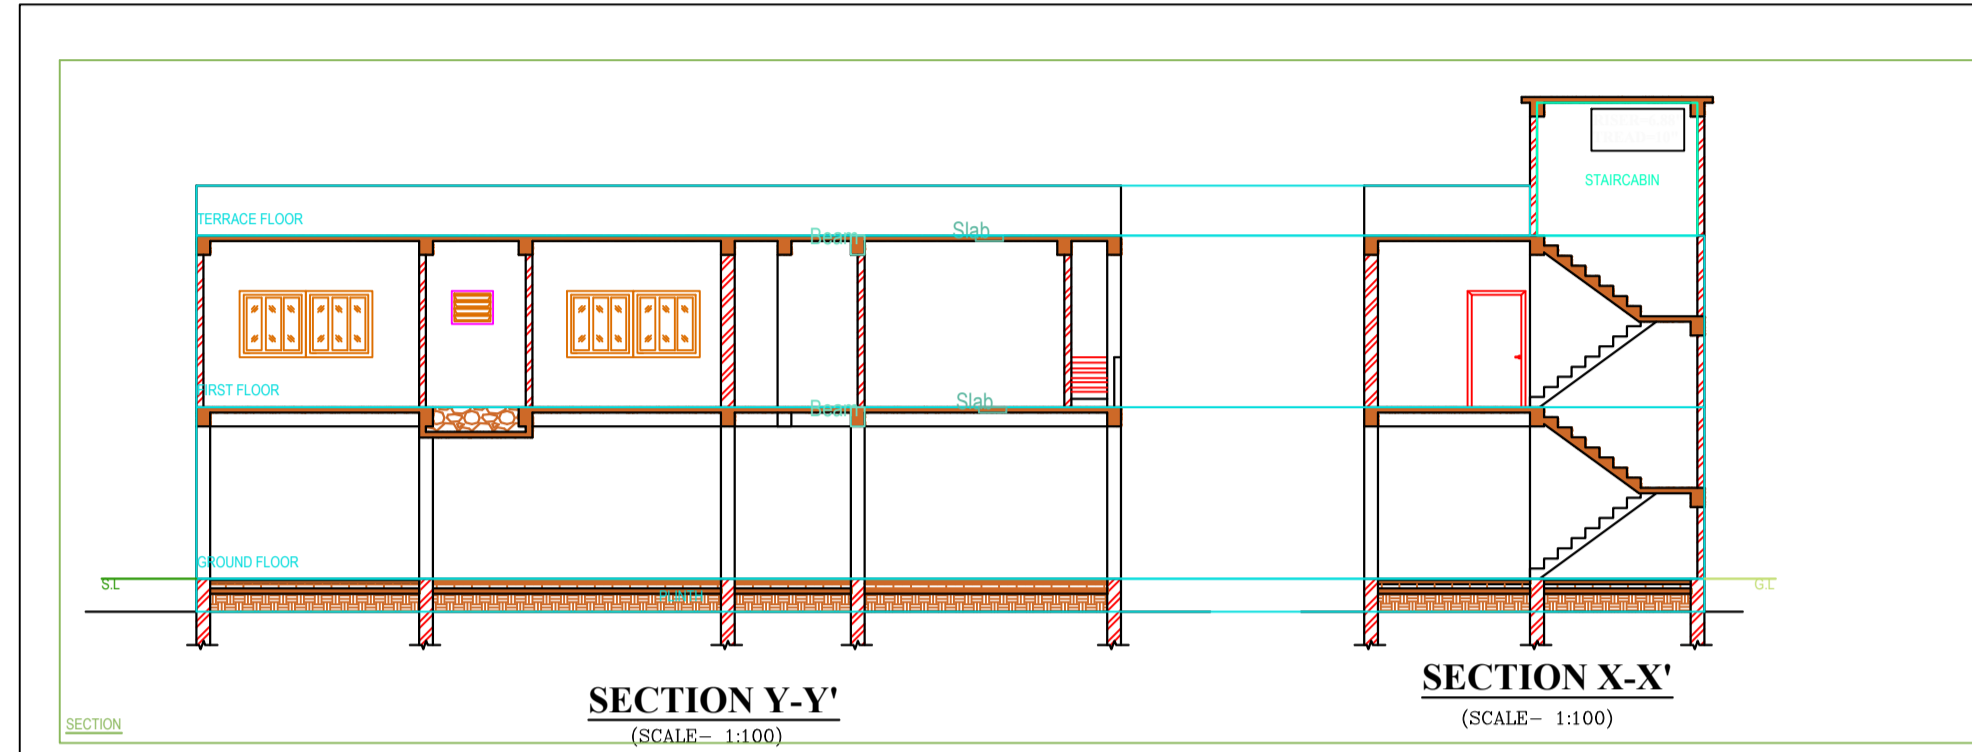 STAIRCABIN
TERRACE FLOOR
Beam
Slab
FIRST FLOOR
Beam
Slab
GROUND FLOOR
S.L
G.L
PLINTH
SECTION Y-Y'
(SCALE- 1:100)
SECTION X-X'
(SCALE- 1:100)
SECTION